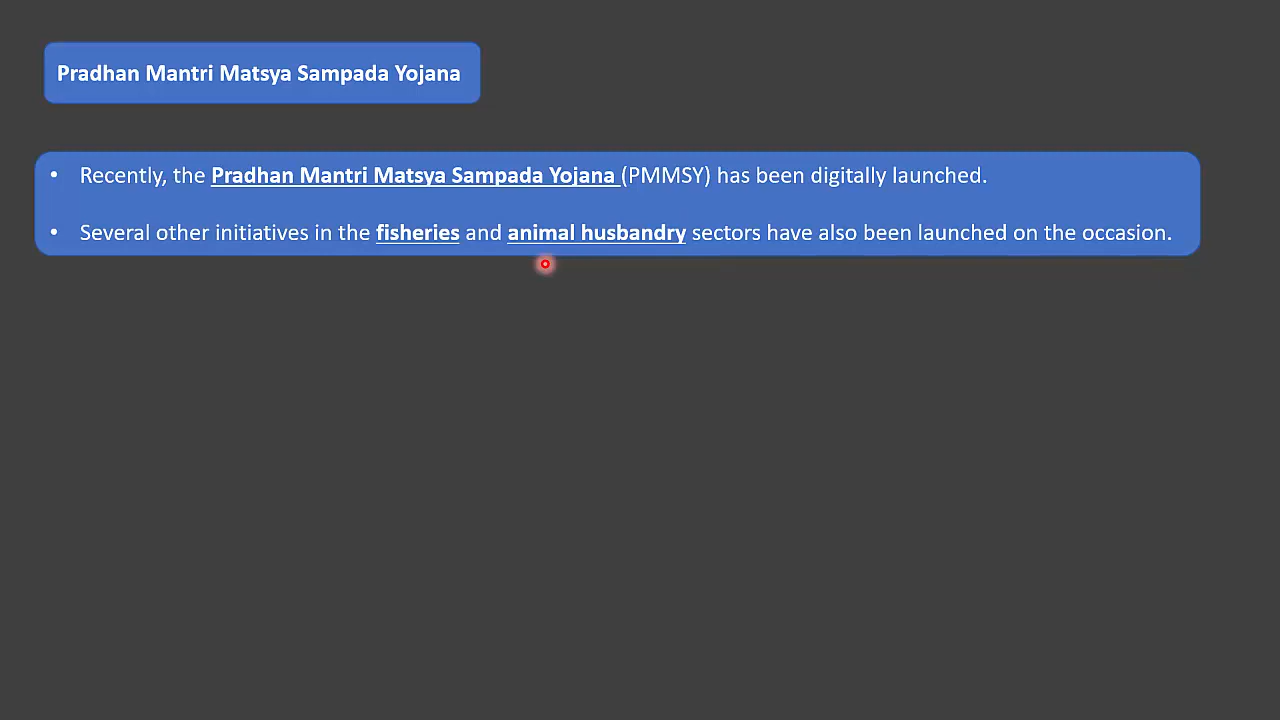 Pradhan Mantri Matsya Sampada Yojana
• Recently, the Pradhan Mantri Matsya Sampada Yojana (PMMSY) has been digitally launched.
• Several other initiatives in the fisheries and animal husbandry sectors have also been launched on the occasion.